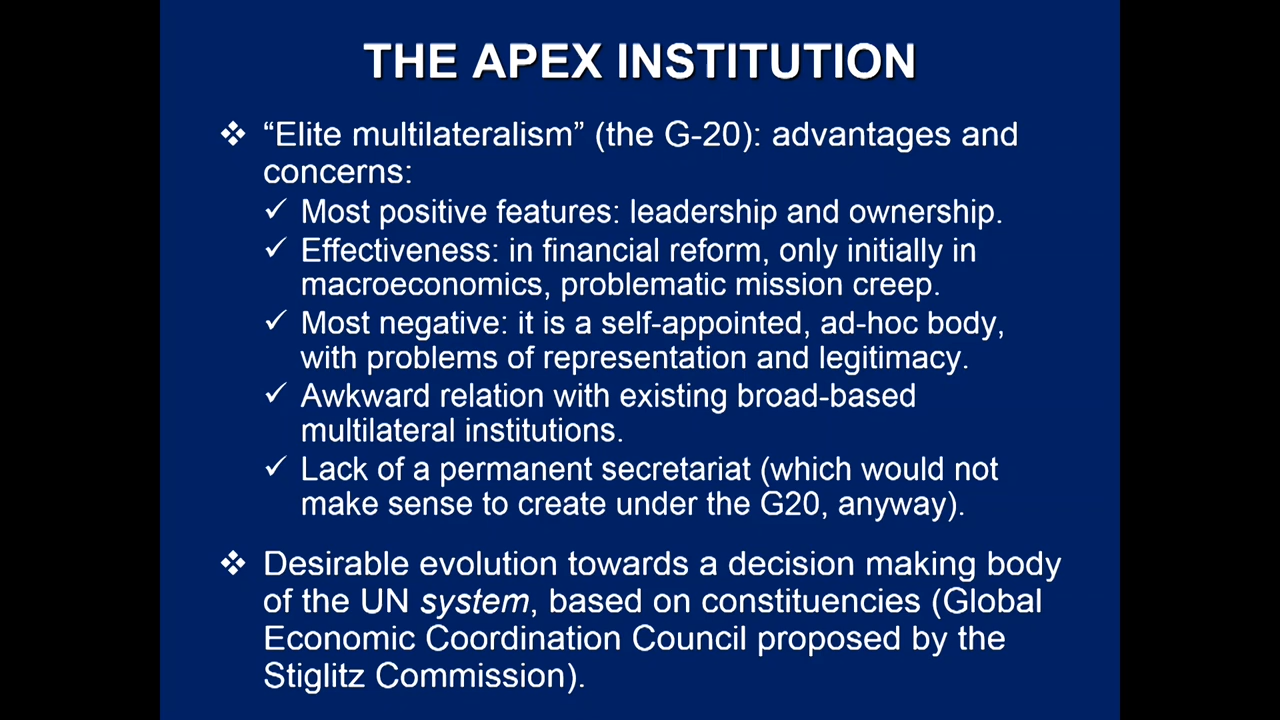 THE APEX INSTITUTION
❖ “Elite multilateralism” (the G-20): advantages and
concerns:
✓ Most positive features: leadership and ownership.
✓ Effectiveness: in financial reform, only initially in
macroeconomics, problematic mission creep.
✓ Most negative: it is a self-appointed, ad-hoc body,
with problems of representation and legitimacy.
✓ Awkward relation with existing broad-based
multilateral institutions.
✓ Lack of a permanent secretariat (which would not
make sense to create under the G20, anyway).
❖ Desirable evolution towards a decision making body
of the UN system, based on constituencies (Global
Economic Coordination Council proposed by the
Stiglitz Commission).